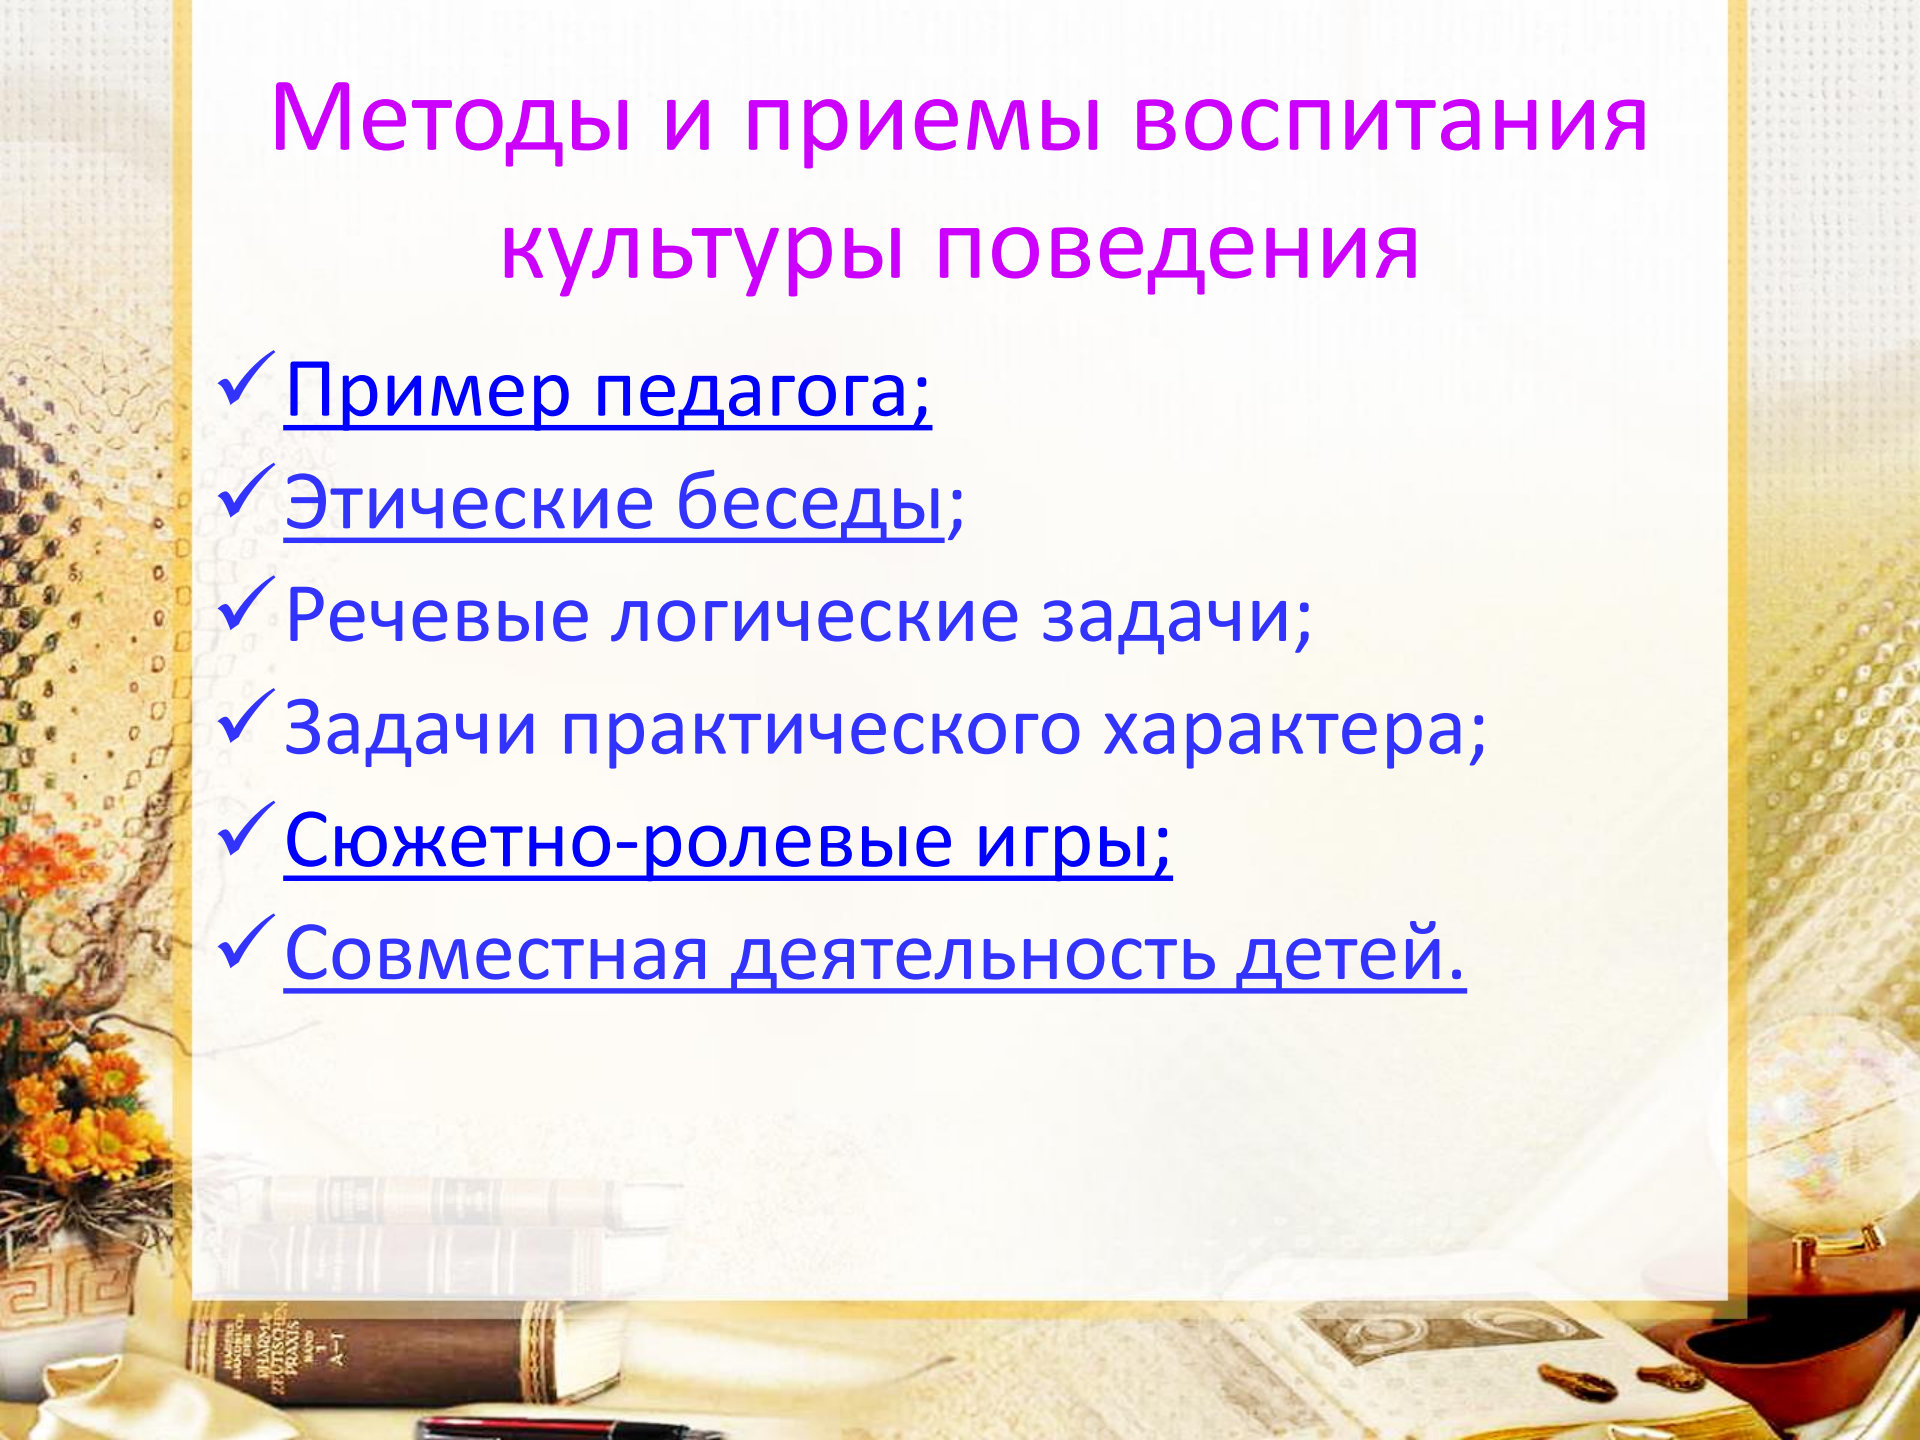 Методы и приемы воспитания
культуры поведения
✓Пример педагога;
✓Этические беседы;
✓Речевые логические задачи;
✓Задачи практического характера;
✓Сюжетно-ролевые игры;
✓Совместная деятельность детей.
PRAXIS
A-I